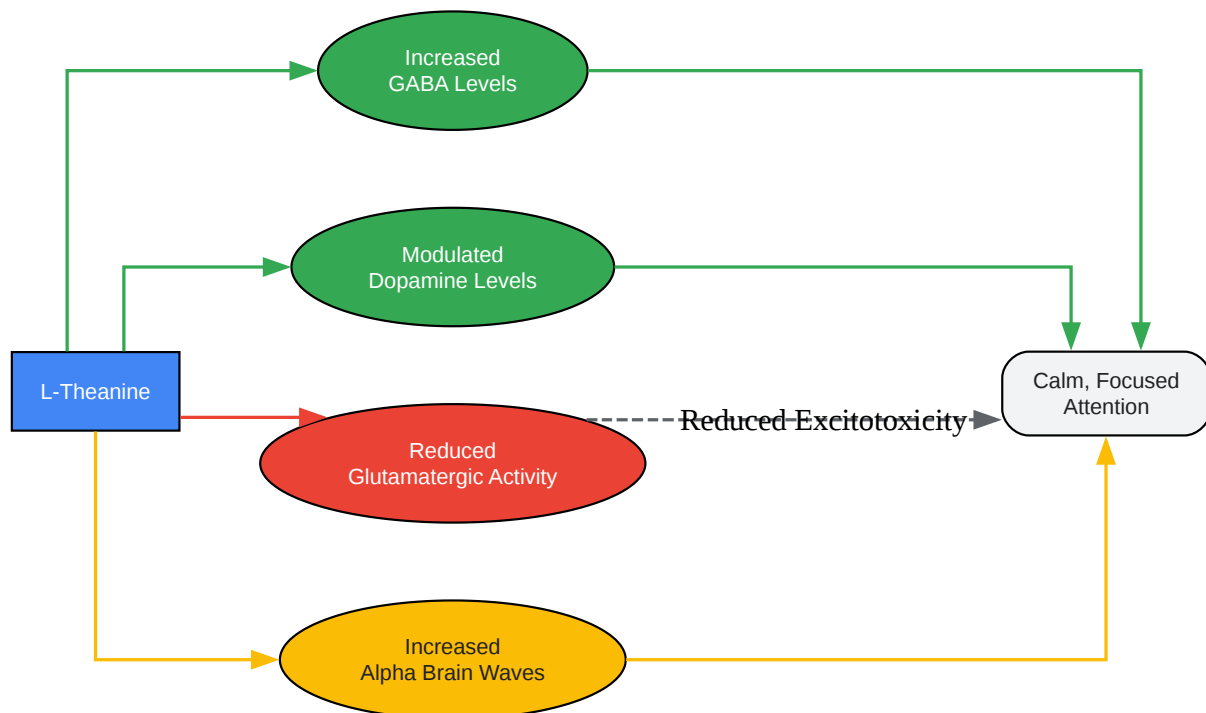 Increased
GABA Levels
Modulated
Dopamine Levels
L-Theanine
Calm, Focused
Attention
Reduced Excitotoxicity
Reduced
Glutamatergic Activity
Increased
Alpha Brain Waves